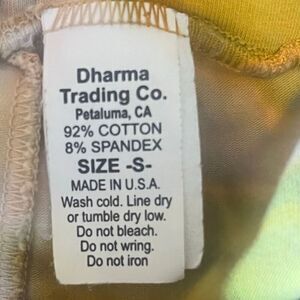 Dharma
Trading Co.
Petaluma, CA
92% COTTON
8% SPANDEX
SIZE -S-
MADE IN U.S.A.
Wash cold. Line dry
or tumble dry low.
Do not bleach.
Do not wring.
Do not iron